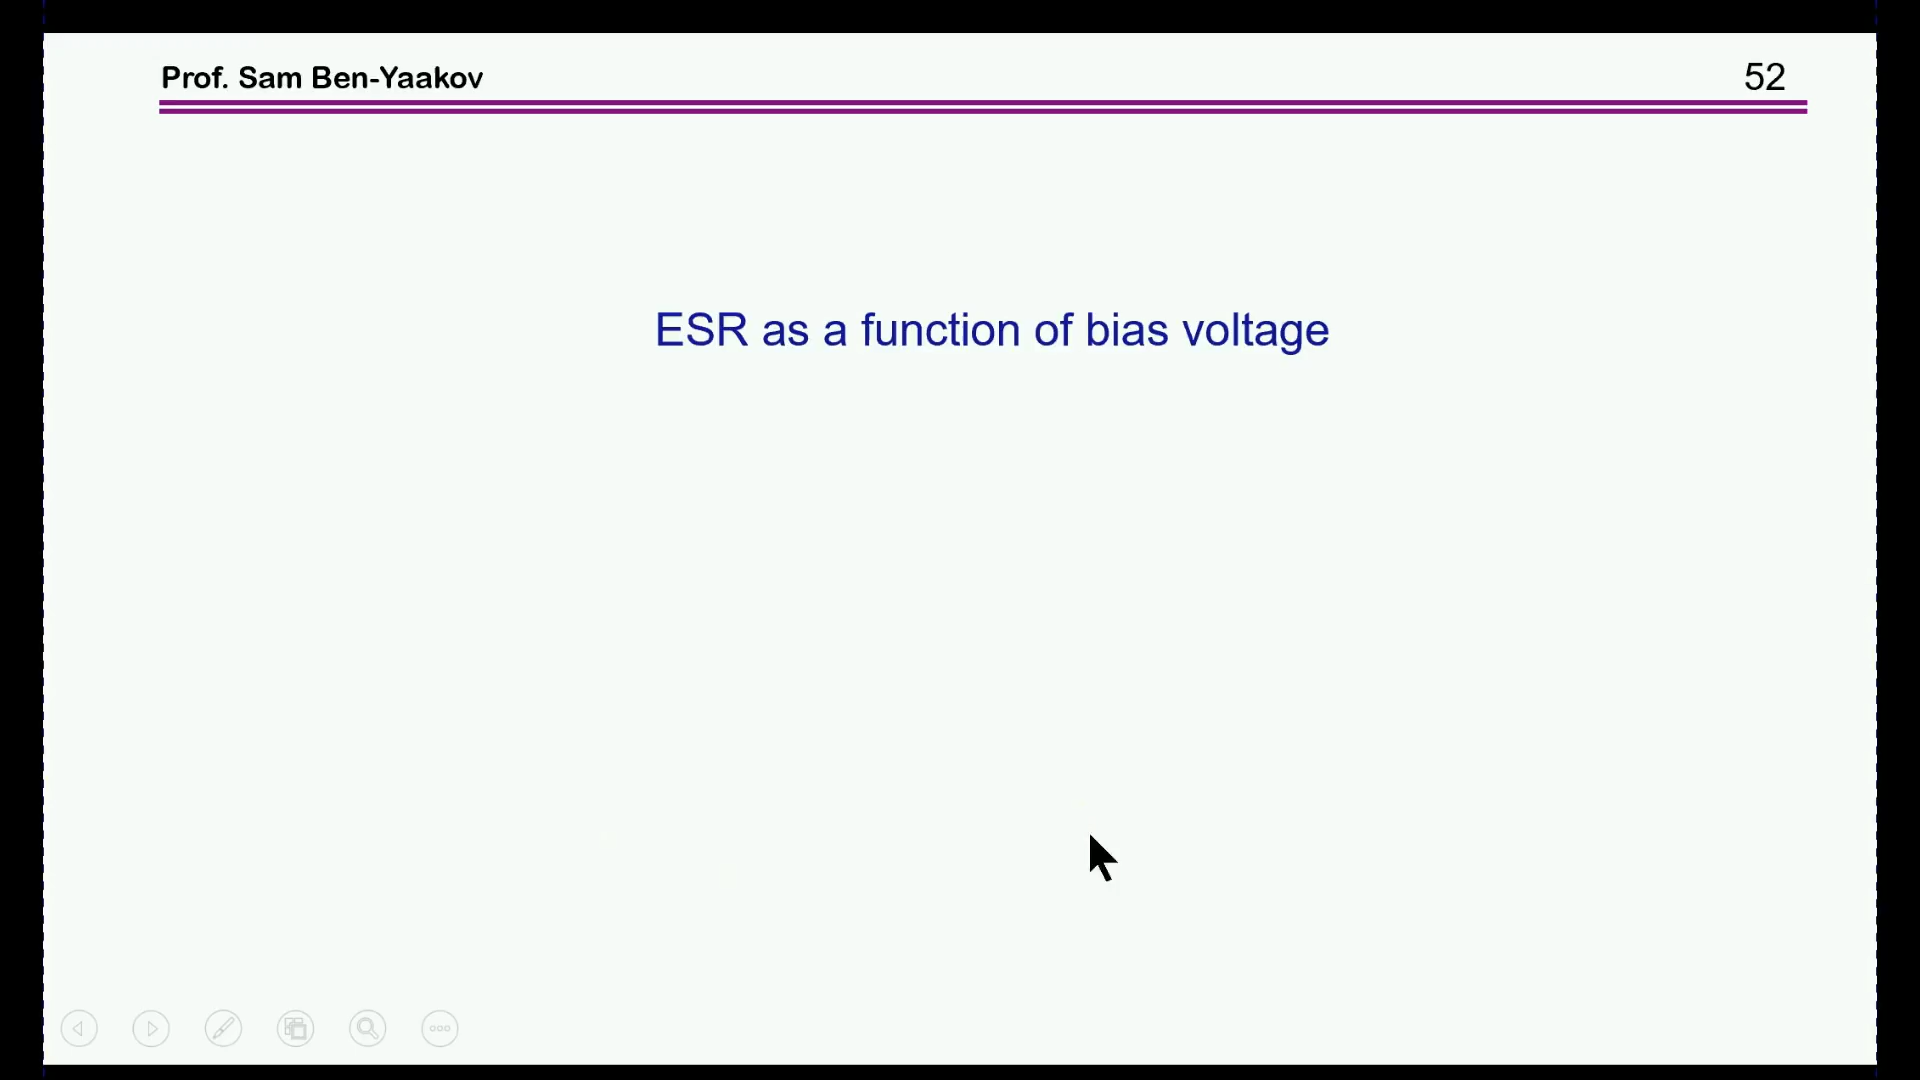 Prof. Sam Ben-Yaakov
52
ESR as a function of bias voltage